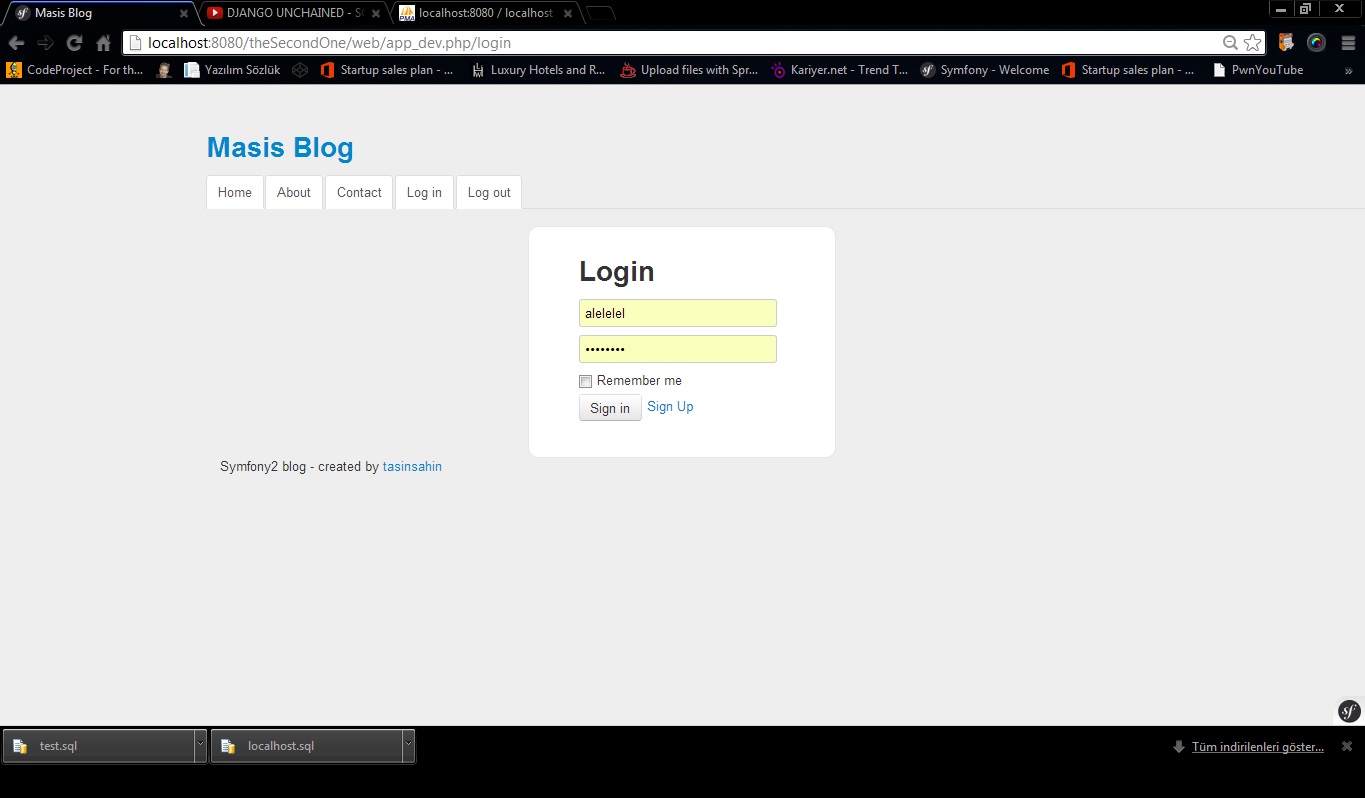 Masis Blog
DJANGO UNCHAINED - S
localhost:8080 / localhost
localhost:8080/theSecondOne/web/app_dev.php/login
CodeProject - For th...
Yazılım Sözlük
Startup sales plan - ...
Luxury Hotels and R...
Upload files with Spr...
Kariyer.net - Trend T...
Symfony - Welcome
Startup sales plan - ...
PwnYouTube
»
Masis Blog
Home
About
Contact
Log in
Log out
Login
alelelel
••••••••
Remember me
Sign in
Sign Up
Symfony2 blog - created by tasinsahin
sf
test.sql
localhost.sql
Tüm indirilenleri göster...